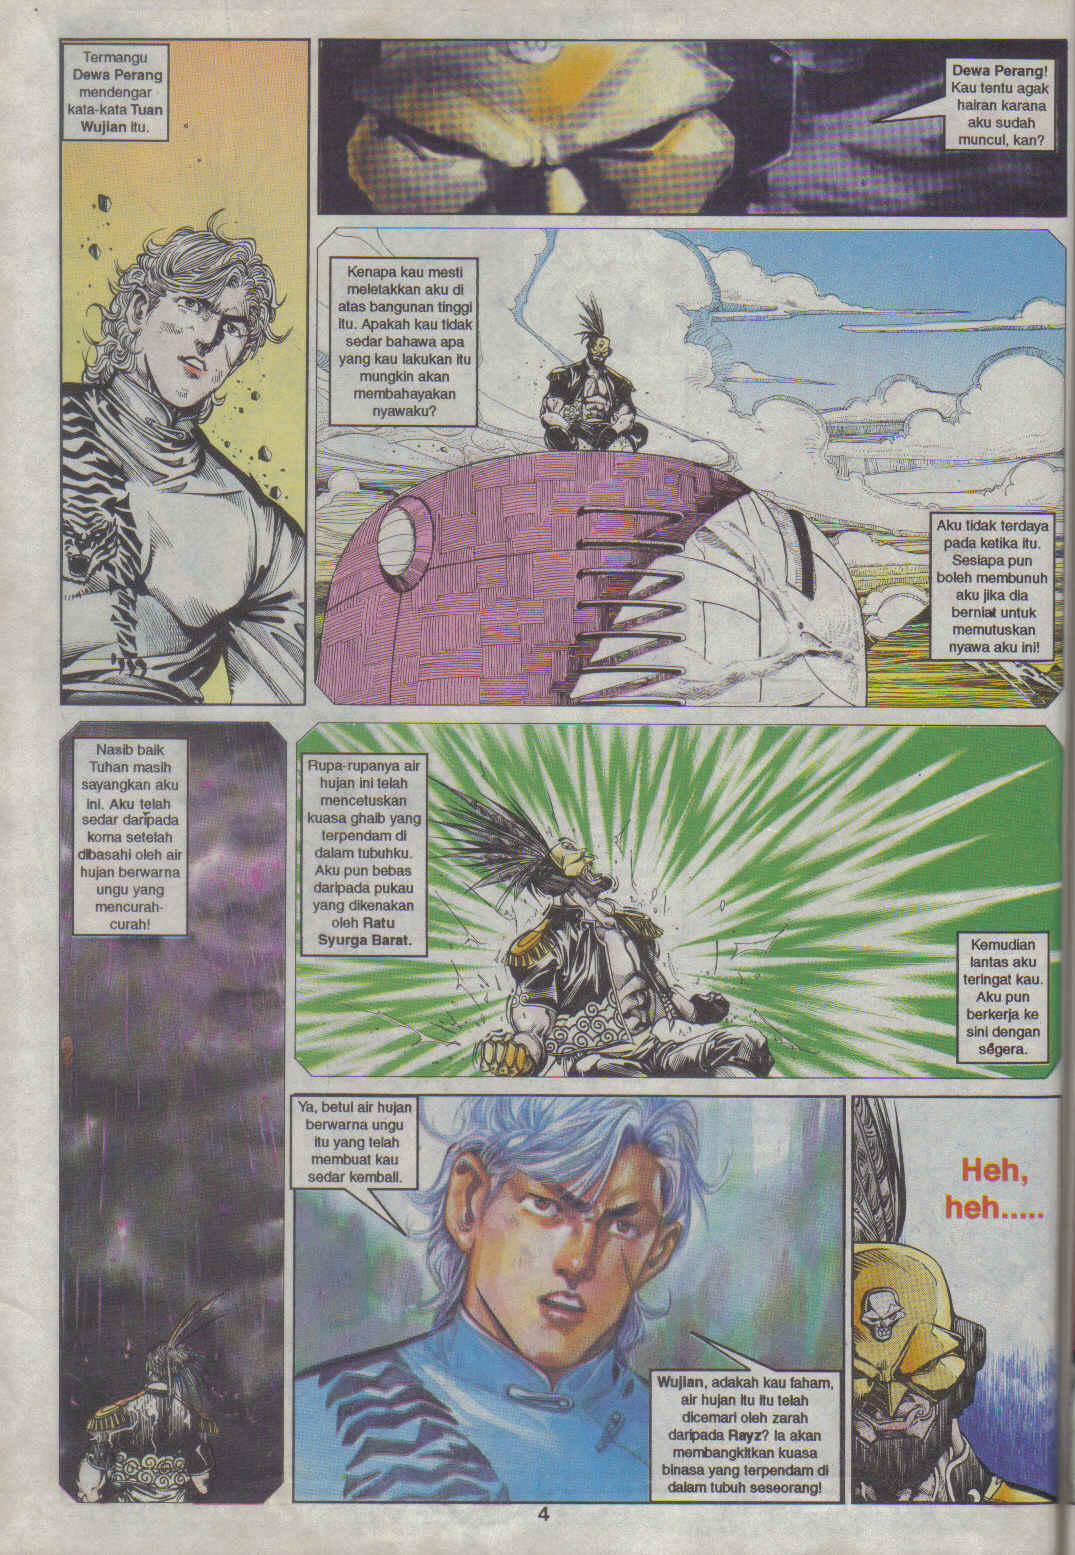 Termangu
Dewa Perang
mendengar
kata-kata Tuan
Wujian itu.
Dewa Perang!
Kau tentu agak
hairan karana
aku sudah
muncul, kan?
Kenapa kau mesti
meletakkan aku di
atas bangunan tinggi
itu. Apakah kau tidak
sedar bahawa apa
yang kau lakukan itu
mungkin akan
membahayakan
nyawaku?
Aku tidak terdaya
pada ketika itu.
Sesiapa pun
boleh membunuh
aku jika dia
berniat untuk
memutuskan
nyawa aku ini!
Nasib baik
Tuhan masih
sayangkan aku
ini. Aku telah
sedar daripada
koma setelah
dibasahi oleh air
hujan berwarna
ungu yang
mencurah-
curah!
Rupa-rupanya air
hujan ini telah
mencetuskan
kuasa ghaib yang
terpendam di
dalam tubuhku.
Aku pun bebas
daripada pukau
yang dikenakan
oleh Ratu
Syurga Barat.
Kemudian
lantas aku
teringat kau.
Aku pun
berkerja ke
sini dengan
segera.
Ya, betul air hujan
berwarna ungu
itu yang telah
membuat kau
sedar kembali.
Wujian, adakah kau faham,
air hujan itu itu telah
dicemari oleh zarah
daripada Rayz? Ia akan
membangkitkan kuasa
binasa yang terpendam di
dalam tubuh seseorang!
Heh,
heh.....
4